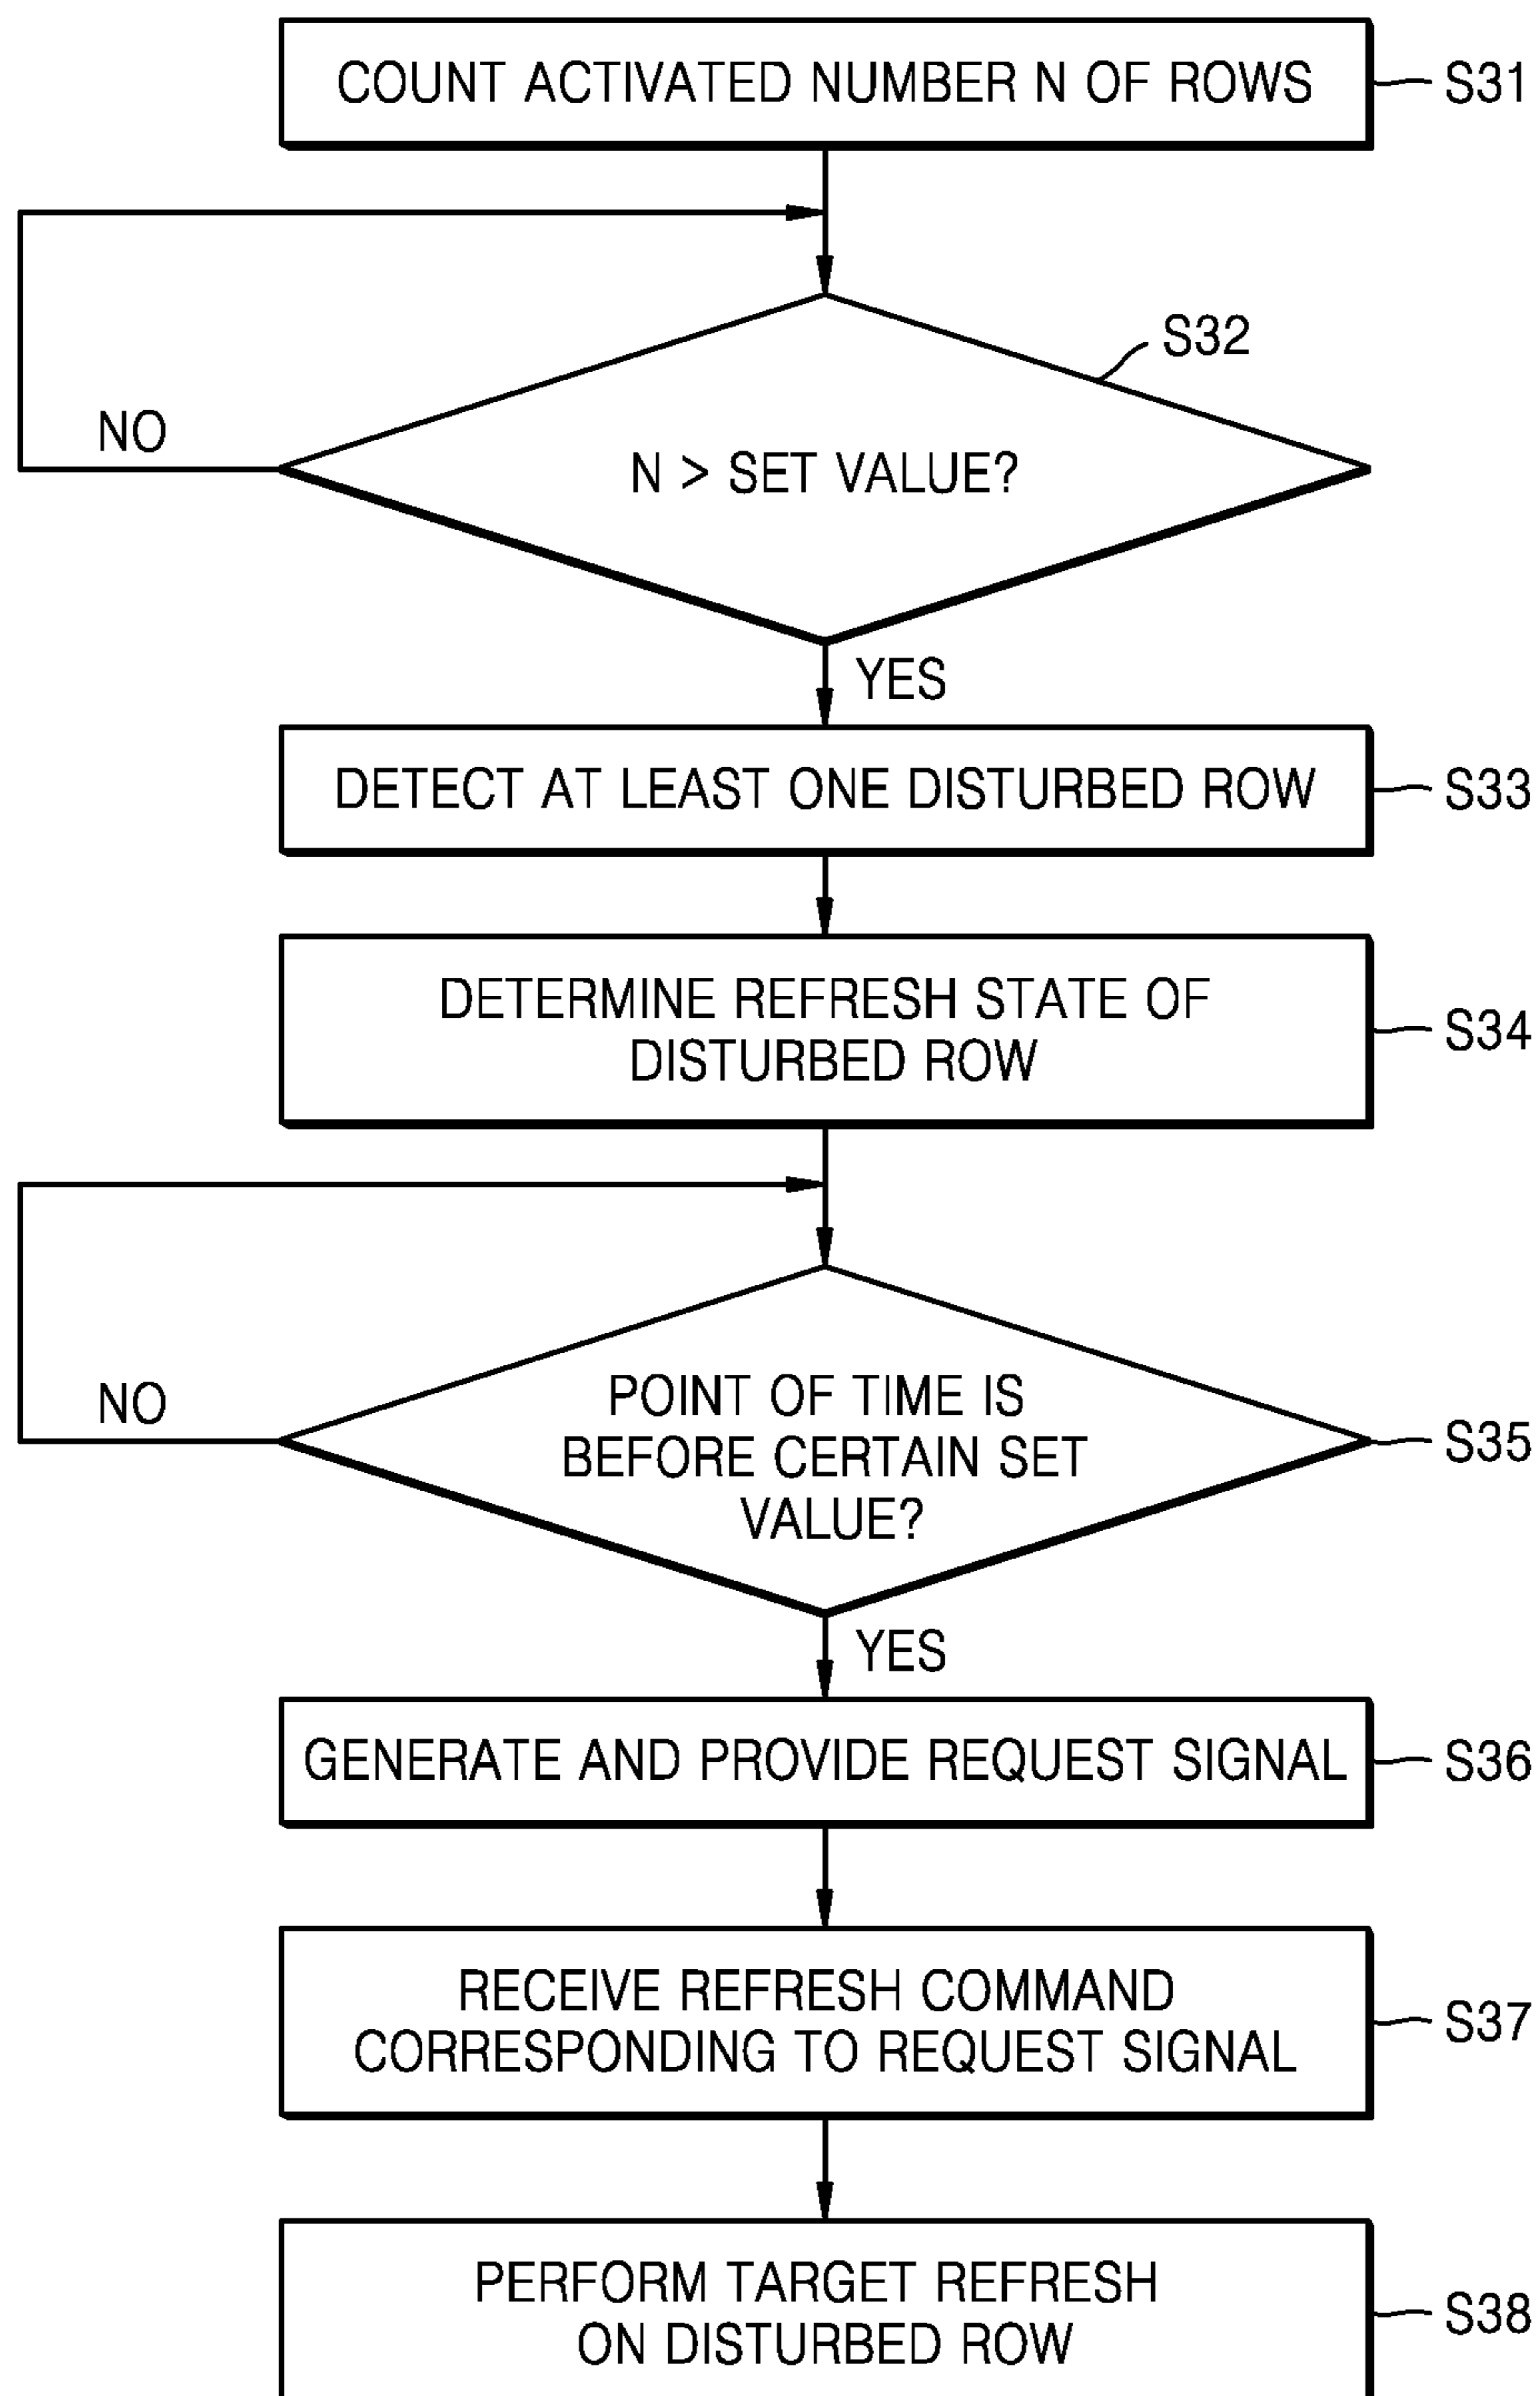 COUNT ACTIVATED NUMBER N OF ROWS
S31
S32
NO
N > SET VALUE?
YES
DETECT AT LEAST ONE DISTURBED ROW
S33
DETERMINE REFRESH STATE OF
DISTURBED ROW
S34
NO
POINT OF TIME IS
BEFORE CERTAIN SET
VALUE?
S35
YES
GENERATE AND PROVIDE REQUEST SIGNAL
S36
RECEIVE REFRESH COMMAND
CORRESPONDING TO REQUEST SIGNAL
S37
PERFORM TARGET REFRESH
ON DISTURBED ROW
S38